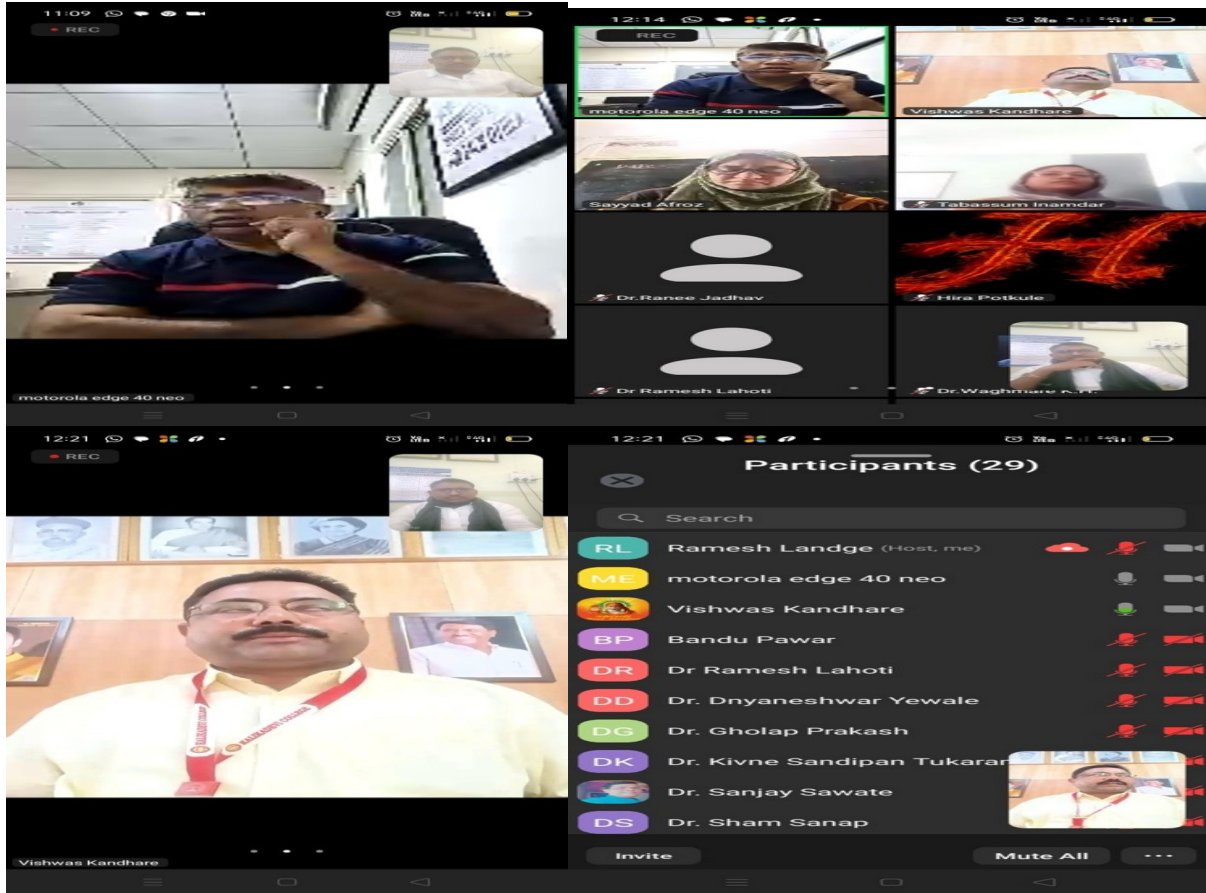 11:09
REC
motorola edge 40 neo
12:14
REC
motorola edge 40 neo
Vishwas Kandhare
Sayyad Afroz
Tabassum Inamdar
Dr.Ranee Jadhav
Hira Potkule
Dr Ramesh Lahoti
Dr.Waghmare K.R.
12:21
REC
KALIKADEVI COLLEGE
Vishwas Kandhare
12:21
Participants (29)
Search
RL Ramesh Landge (Host, me)
ME motorola edge 40 neo
Vishwas Kandhare
BP Bandu Pawar
DR Dr Ramesh Lahoti
DD Dr. Dnyaneshwar Yewale
DG Dr. Gholap Prakash
DK Dr. Kivne Sandipan Tukaram
Dr. Sanjay Sawate
DS Dr. Sham Sanap
Invite
Mute All